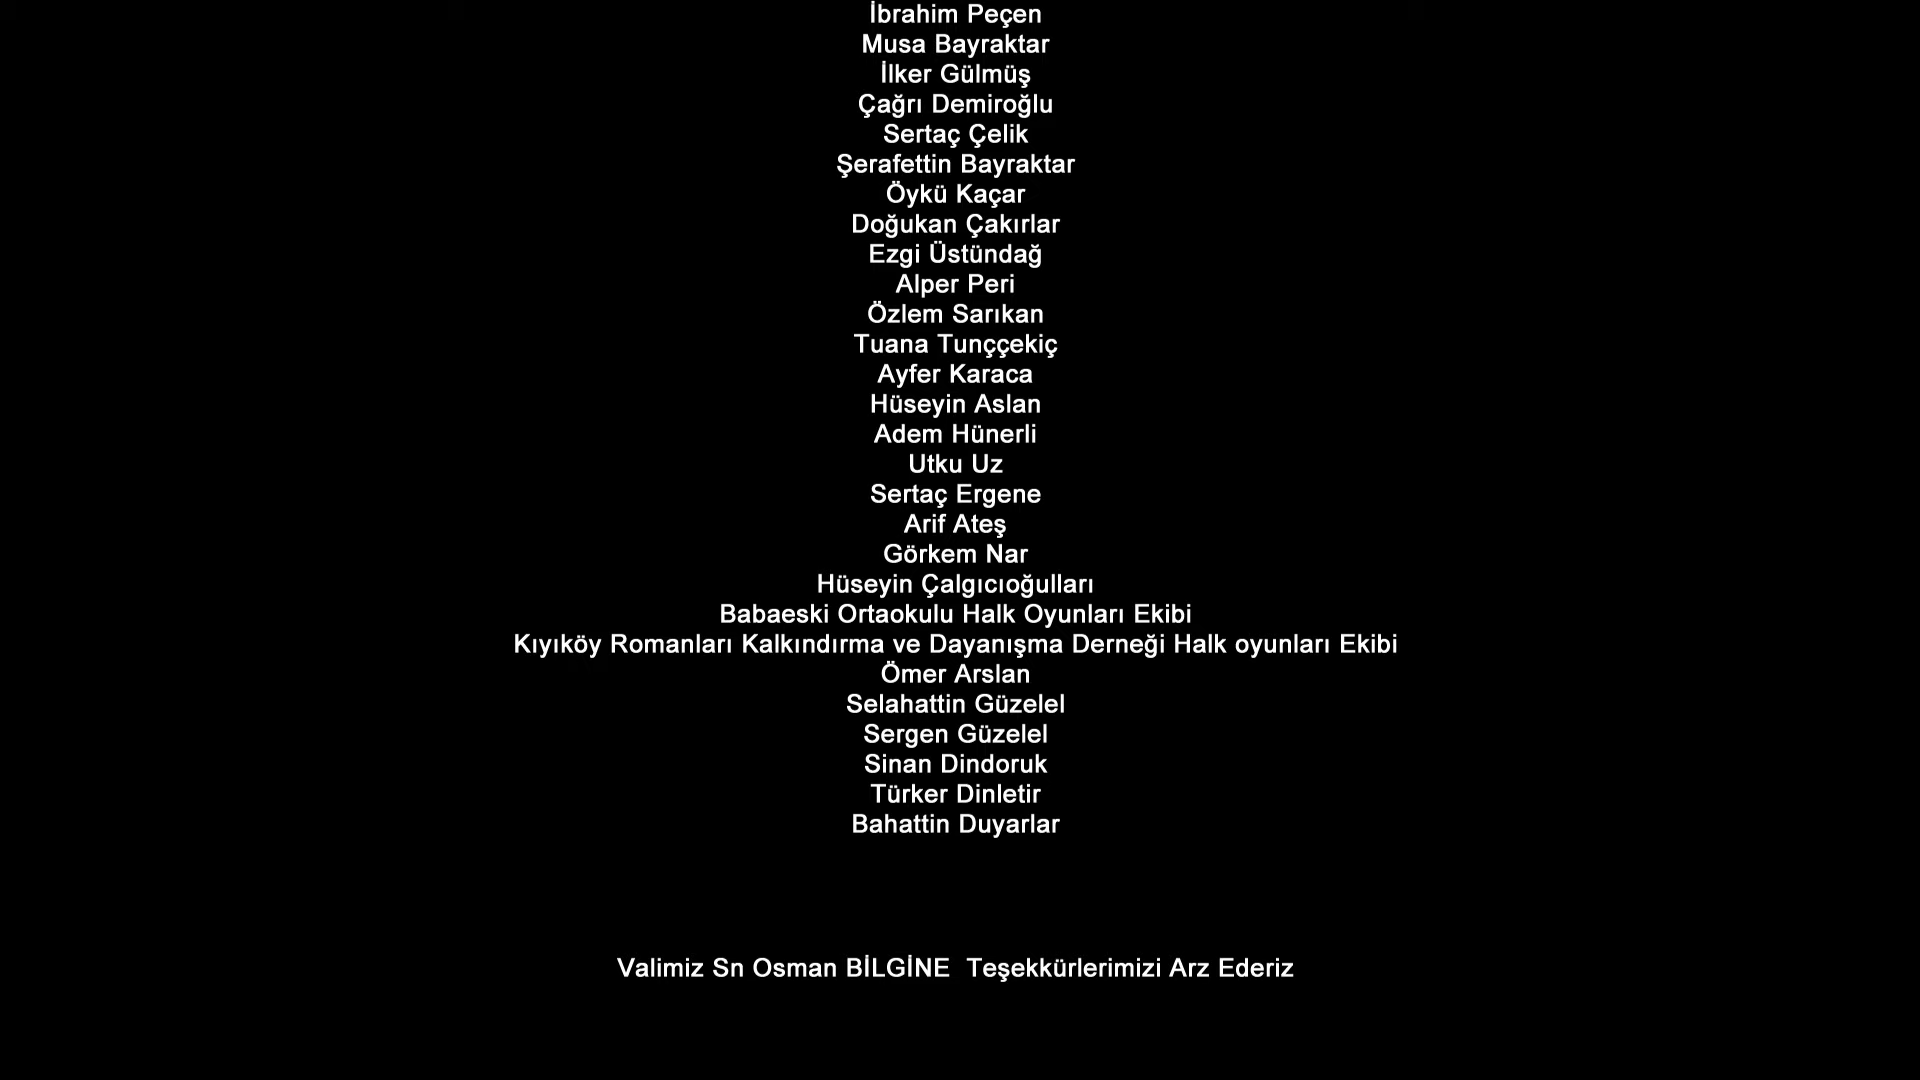 İbrahim Peçen
Musa Bayraktar
İlker Gülmüş
Çağrı Demiroğlu
Sertaç Çelik
Şerafettin Bayraktar
Öykü Kaçar
Doğukan Çakırlar
Ezgi Üstündağ
Alper Peri
Özlem Sarıkan
Tuana Tunççekiç
Ayfer Karaca
Hüseyin Aslan
Adem Hünerli
Utku Uz
Sertaç Ergene
Arif Ateş
Görkem Nar
Hüseyin Çalgıcıoğulları
Babaeski Ortaokulu Halk Oyunları Ekibi
Kıyıköy Romanları Kalkındırma ve Dayanışma Derneği Halk oyunları Ekibi
Ömer Arslan
Selahattin Güzelel
Sergen Güzelel
Sinan Dindoruk
Türker Dinletir
Bahattin Duyarlar
Valimiz Sn Osman BİLGİNE  Teşekkürlerimizi Arz Ederiz